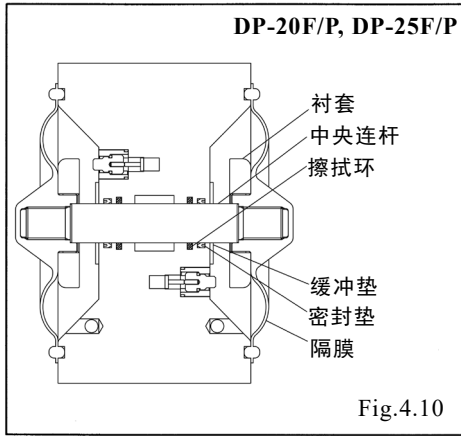 DP-20F/P, DP-25F/P
衬套
中央连杆
擦拭环
缓冲垫
密封垫
隔膜
Fig.4.10